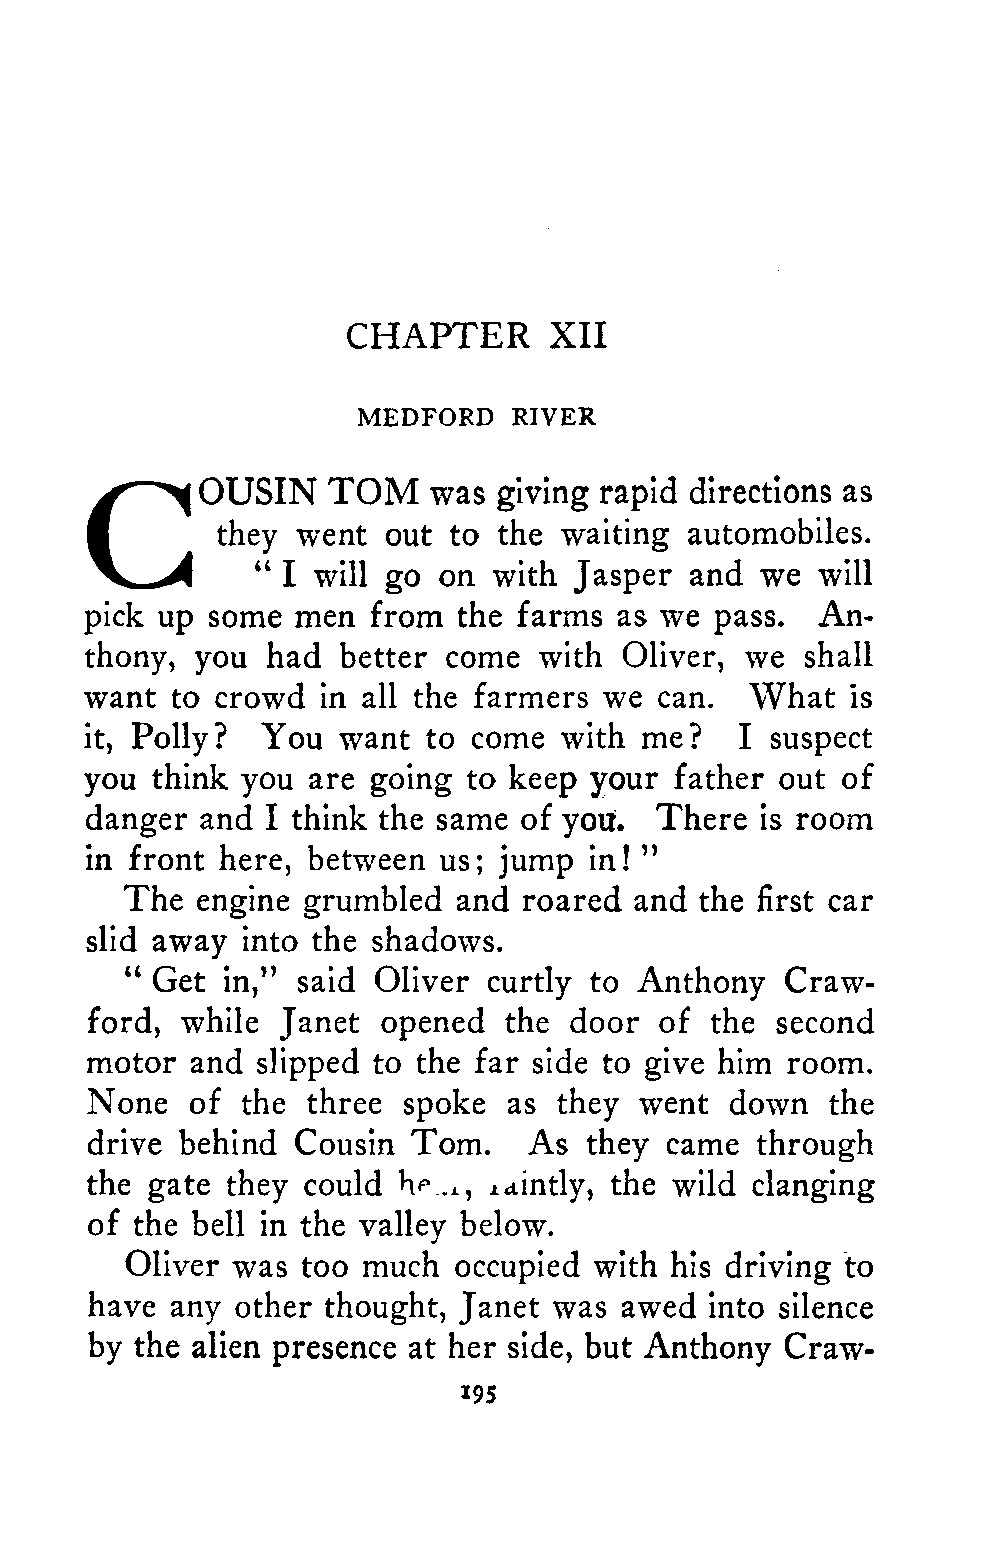 CHAPTER XII
MEDFORD RIVER
COUSIN TOM was giving rapid directions as
they went out to the waiting automobiles.
“ I will go on with Jasper and we will
pick up some men from the farms as we pass. An-
thony, you had better come with Oliver, we shall
want to crowd in all the farmers we can. What is
it, Polly? You want to come with me? I suspect
you think you are going to keep your father out of
danger and I think the same of you. There is room
in front here, between us; jump in! ”
The engine grumbled and roared and the first car
slid away into the shadows.
“ Get in,” said Oliver curtly to Anthony Craw-
ford, while Janet opened the door of the second
motor and slipped to the far side to give him room.
None of the three spoke as they went down the
drive behind Cousin Tom. As they came through
the gate they could the wild clanging
of the bell in the valley below.
Oliver was too much occupied with his driving to
have any other thought, Janet was awed into silence
by the alien presence at her side, but Anthony Craw-
195